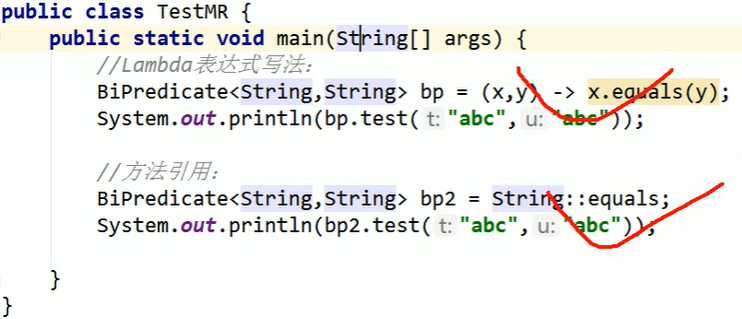 public class TestMR {
public static void main(String[] args) {
//Lambda表达式写法：
BiPredicate<String,String> bp = (x,y) -> x.equals(y);
System.out.println(bp.test( t: "abc", u: "abc"));
//方法引用：
BiPredicate<String,String> bp2 = String::equals;
System.out.println(bp2.test( t: "abc", u: "abc"));
}
}